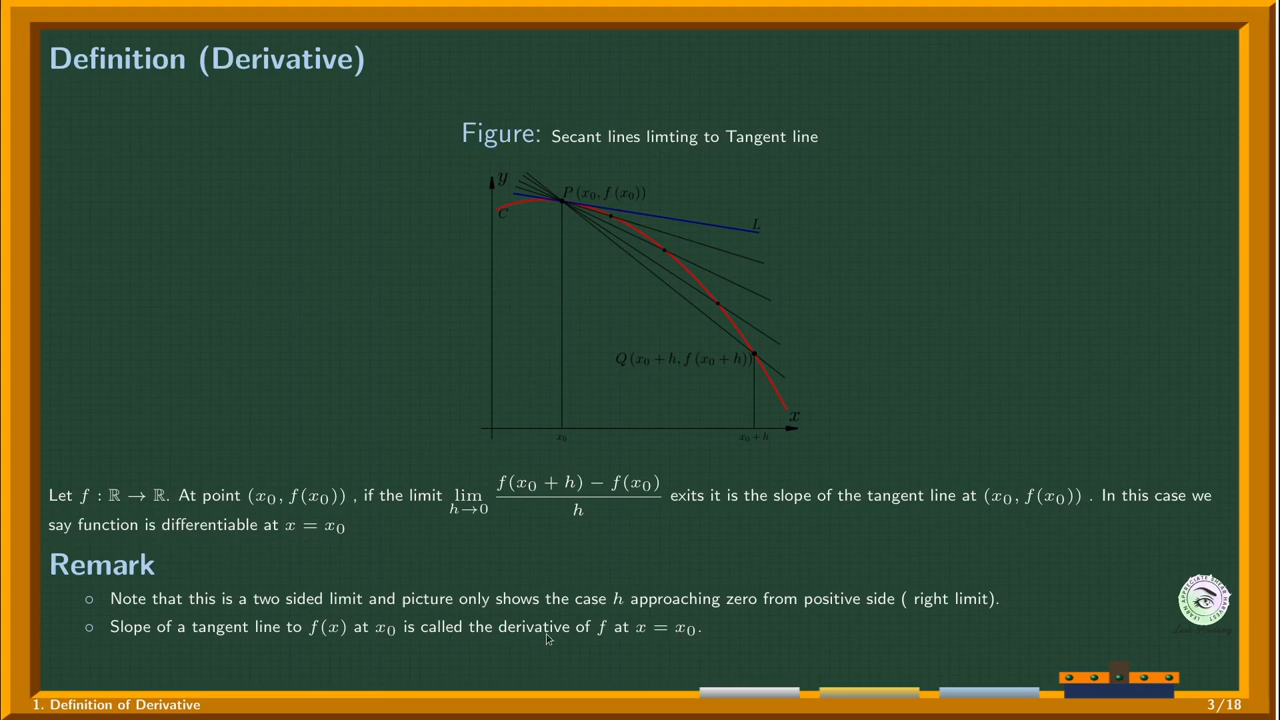 Definition (Derivative)
Figure: Secant lines limting to Tangent line
y
P (x₀, f (x₀))
C
L
Q (x₀ + h, f (x₀ + h))
x
x₀
x₀ + h
Let f : ℝ → ℝ. At point (x₀, f(x₀)) , if the limit lim h→0 (f(x₀ + h) − f(x₀))/h exits it is the slope of the tangent line at (x₀, f(x₀)) . In this case we
say function is differentiable at x = x₀
Remark
○ Note that this is a two sided limit and picture only shows the case h approaching zero from positive side ( right limit).
○ Slope of a tangent line to f(x) at x₀ is called the derivative of f at x = x₀.
1. Definition of Derivative
3/18